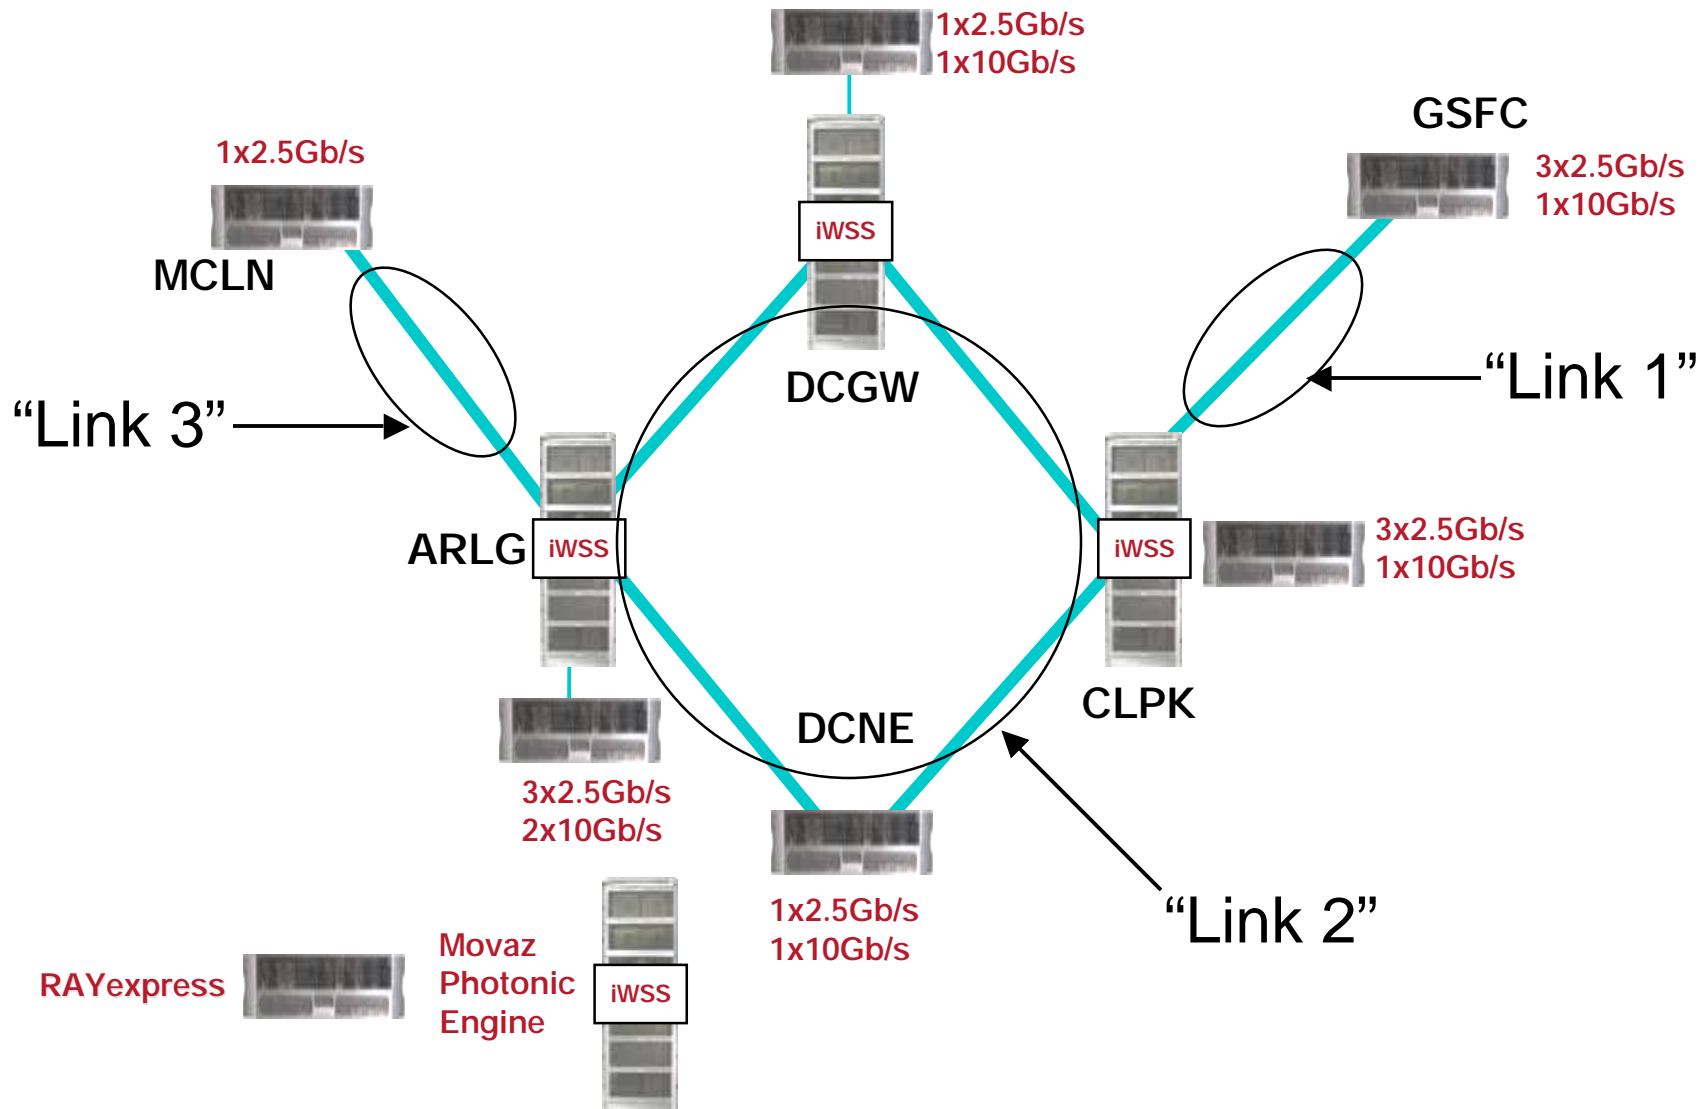 1x2.5Gb/s
1x10Gb/s
GSFC
3x2.5Gb/s
1x10Gb/s
1x2.5Gb/s
MCLN
iWSS
DCGW
“Link 1”
“Link 3”
ARLG
iWSS
iWSS
3x2.5Gb/s
1x10Gb/s
CLPK
DCNE
3x2.5Gb/s
2x10Gb/s
1x2.5Gb/s
1x10Gb/s
“Link 2”
RAYexpress
Movaz
Photonic
Engine
iWSS